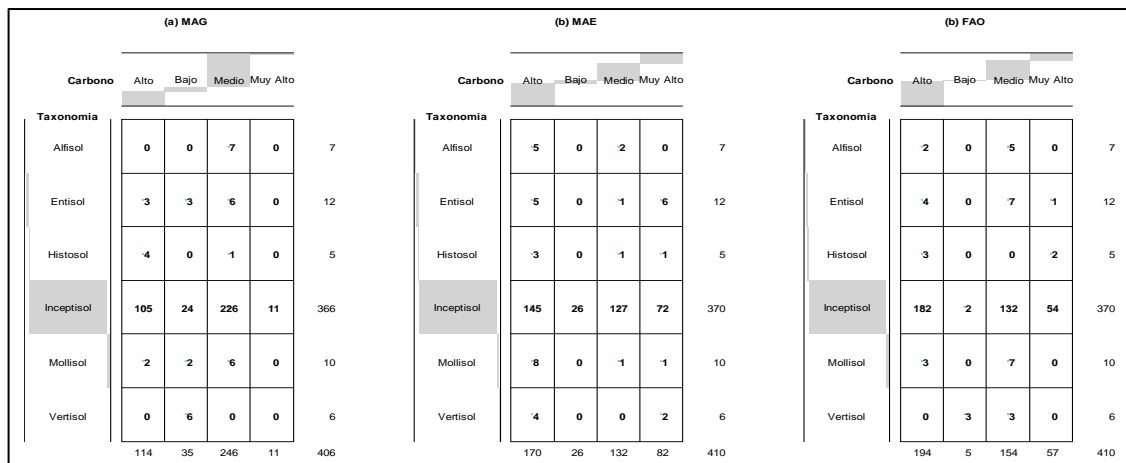 (a) MAG (b) MAE (b) FAO
Carbono Alto Bajo Medio Muy Alto Carbono Alto Bajo Medio Muy Alto Carbono Alto Bajo Medio Muy Alto
Taxonomia Taxonomia Taxonomia
Alfisol 0 0 7 0 7 Alfisol 5 0 2 0 7 Alfisol 2 0 5 0 7
Entisol 3 3 6 0 12 Entisol 5 0 1 6 12 Entisol 4 0 7 1 12
Histosol 4 0 1 0 5 Histosol 3 0 1 1 5 Histosol 3 0 0 2 5
Inceptisol 105 24 226 11 366 Inceptisol 145 26 127 72 370 Inceptisol 182 2 132 54 370
Mollisol 2 2 6 0 10 Mollisol 8 0 1 1 10 Mollisol 3 0 7 0 10
Vertisol 0 6 0 0 6 Vertisol 4 0 0 2 6 Vertisol 0 3 3 0 6
114 35 246 11 406 170 26 132 82 410 194 5 154 57 410